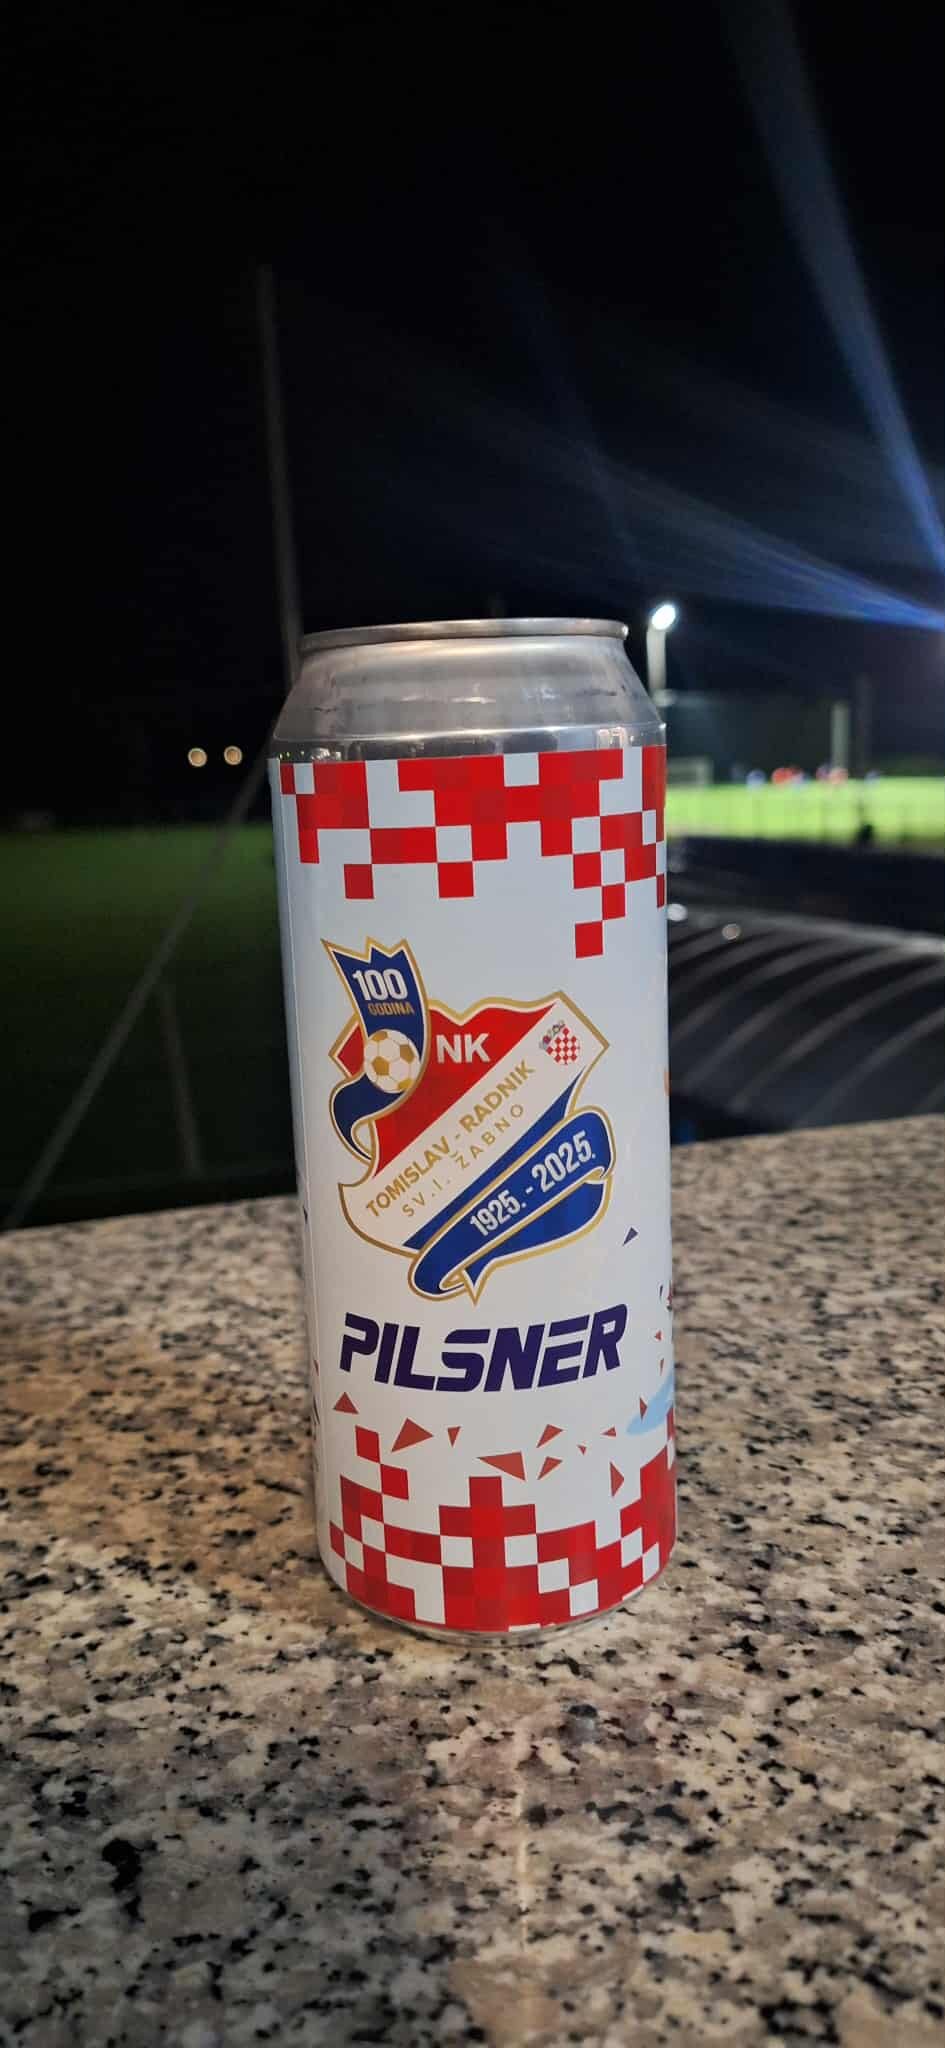 100
GODINA
NK
TOMISLAV - RADNIK
SV. I. ŽABNO
1925. - 2025.
PILSNER